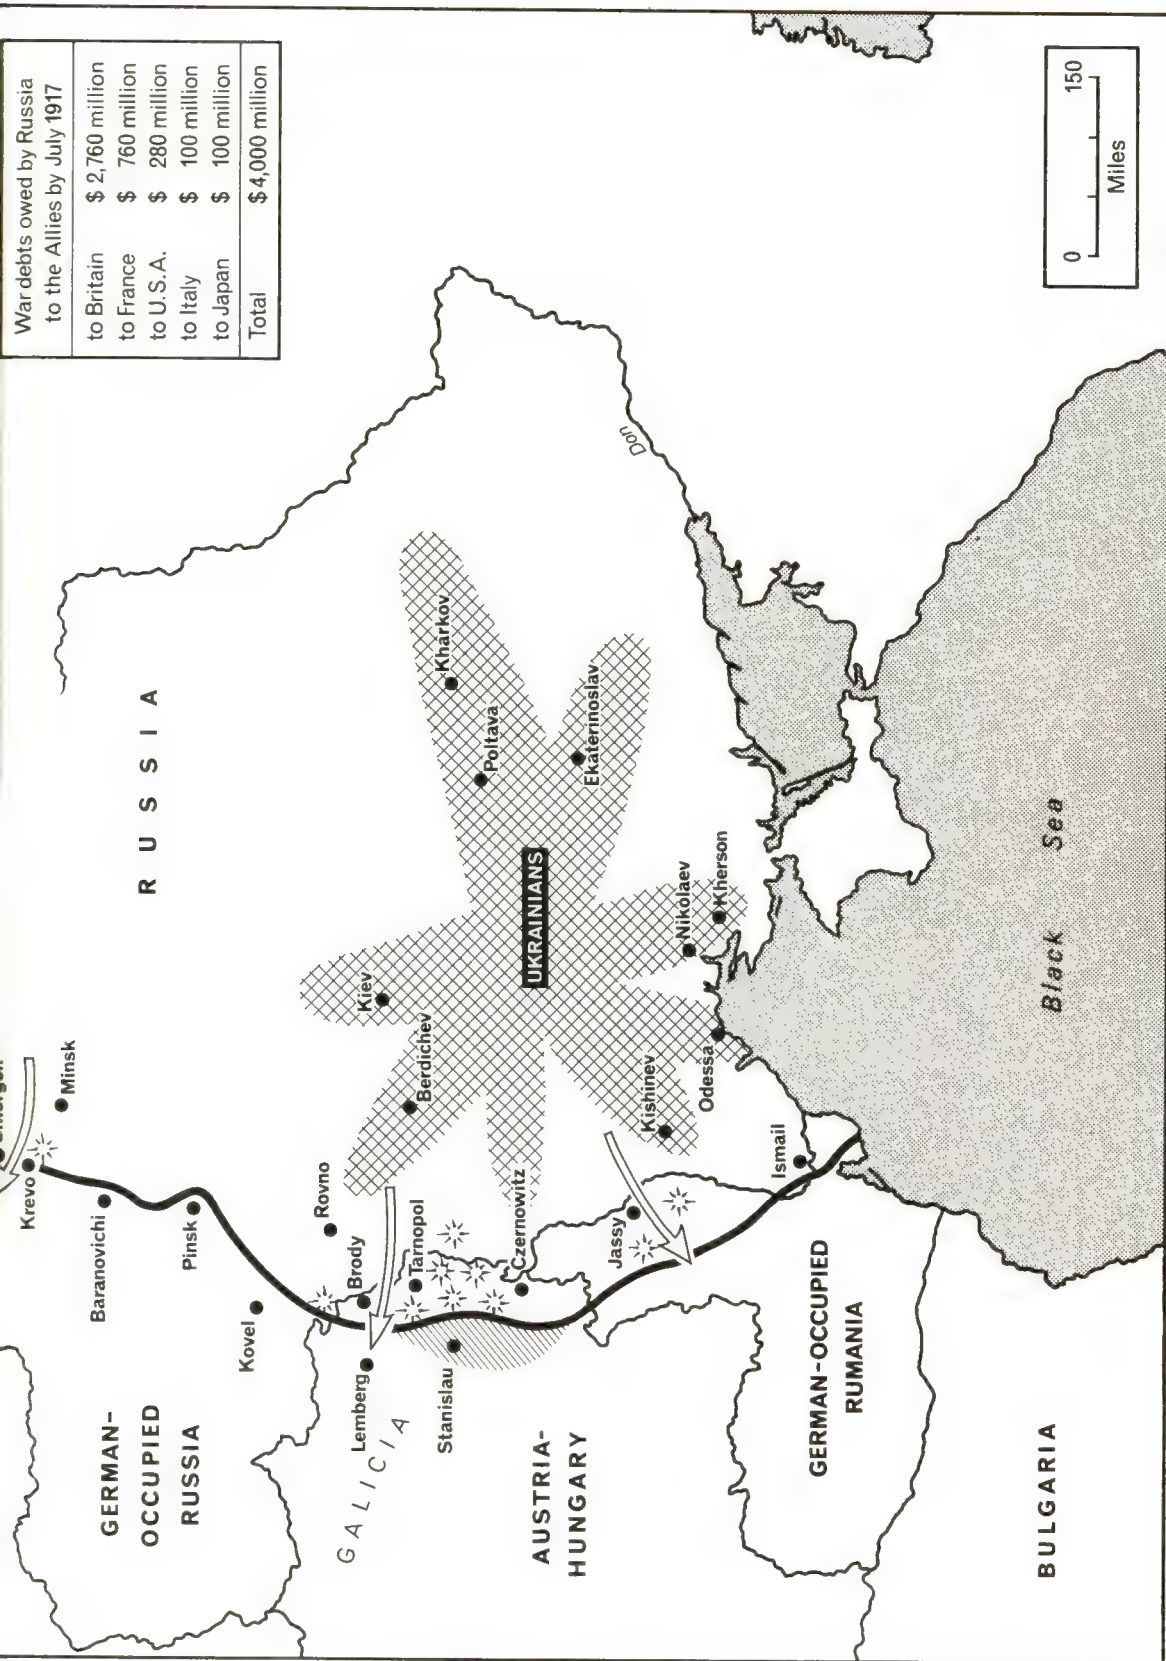 War debts owed by Russia
to the Allies by July 1917
to Britain $ 2,760 million
to France $ 760 million
to U.S.A. $ 280 million
to Italy $ 100 million
to Japan $ 100 million
Total $4,000 million
RUSSIA
Krevo
Minsk
Baranovichi
Pinsk
Kovel
Rovno
Brody
Tarnopol
Lemberg
Stanislau
Czernowitz
GERMAN-
OCCUPIED
RUSSIA
GALICIA
AUSTRIA-
HUNGARY
Kiev
Berdichev
UKRAINIANS
Poltava
Kharkov
Ekaterinoslav
Nikolaev
Kherson
Odessa
Kishinev
Jassy
Ismail
GERMAN-OCCUPIED
RUMANIA
BULGARIA
Don
Black Sea
0 150
Miles